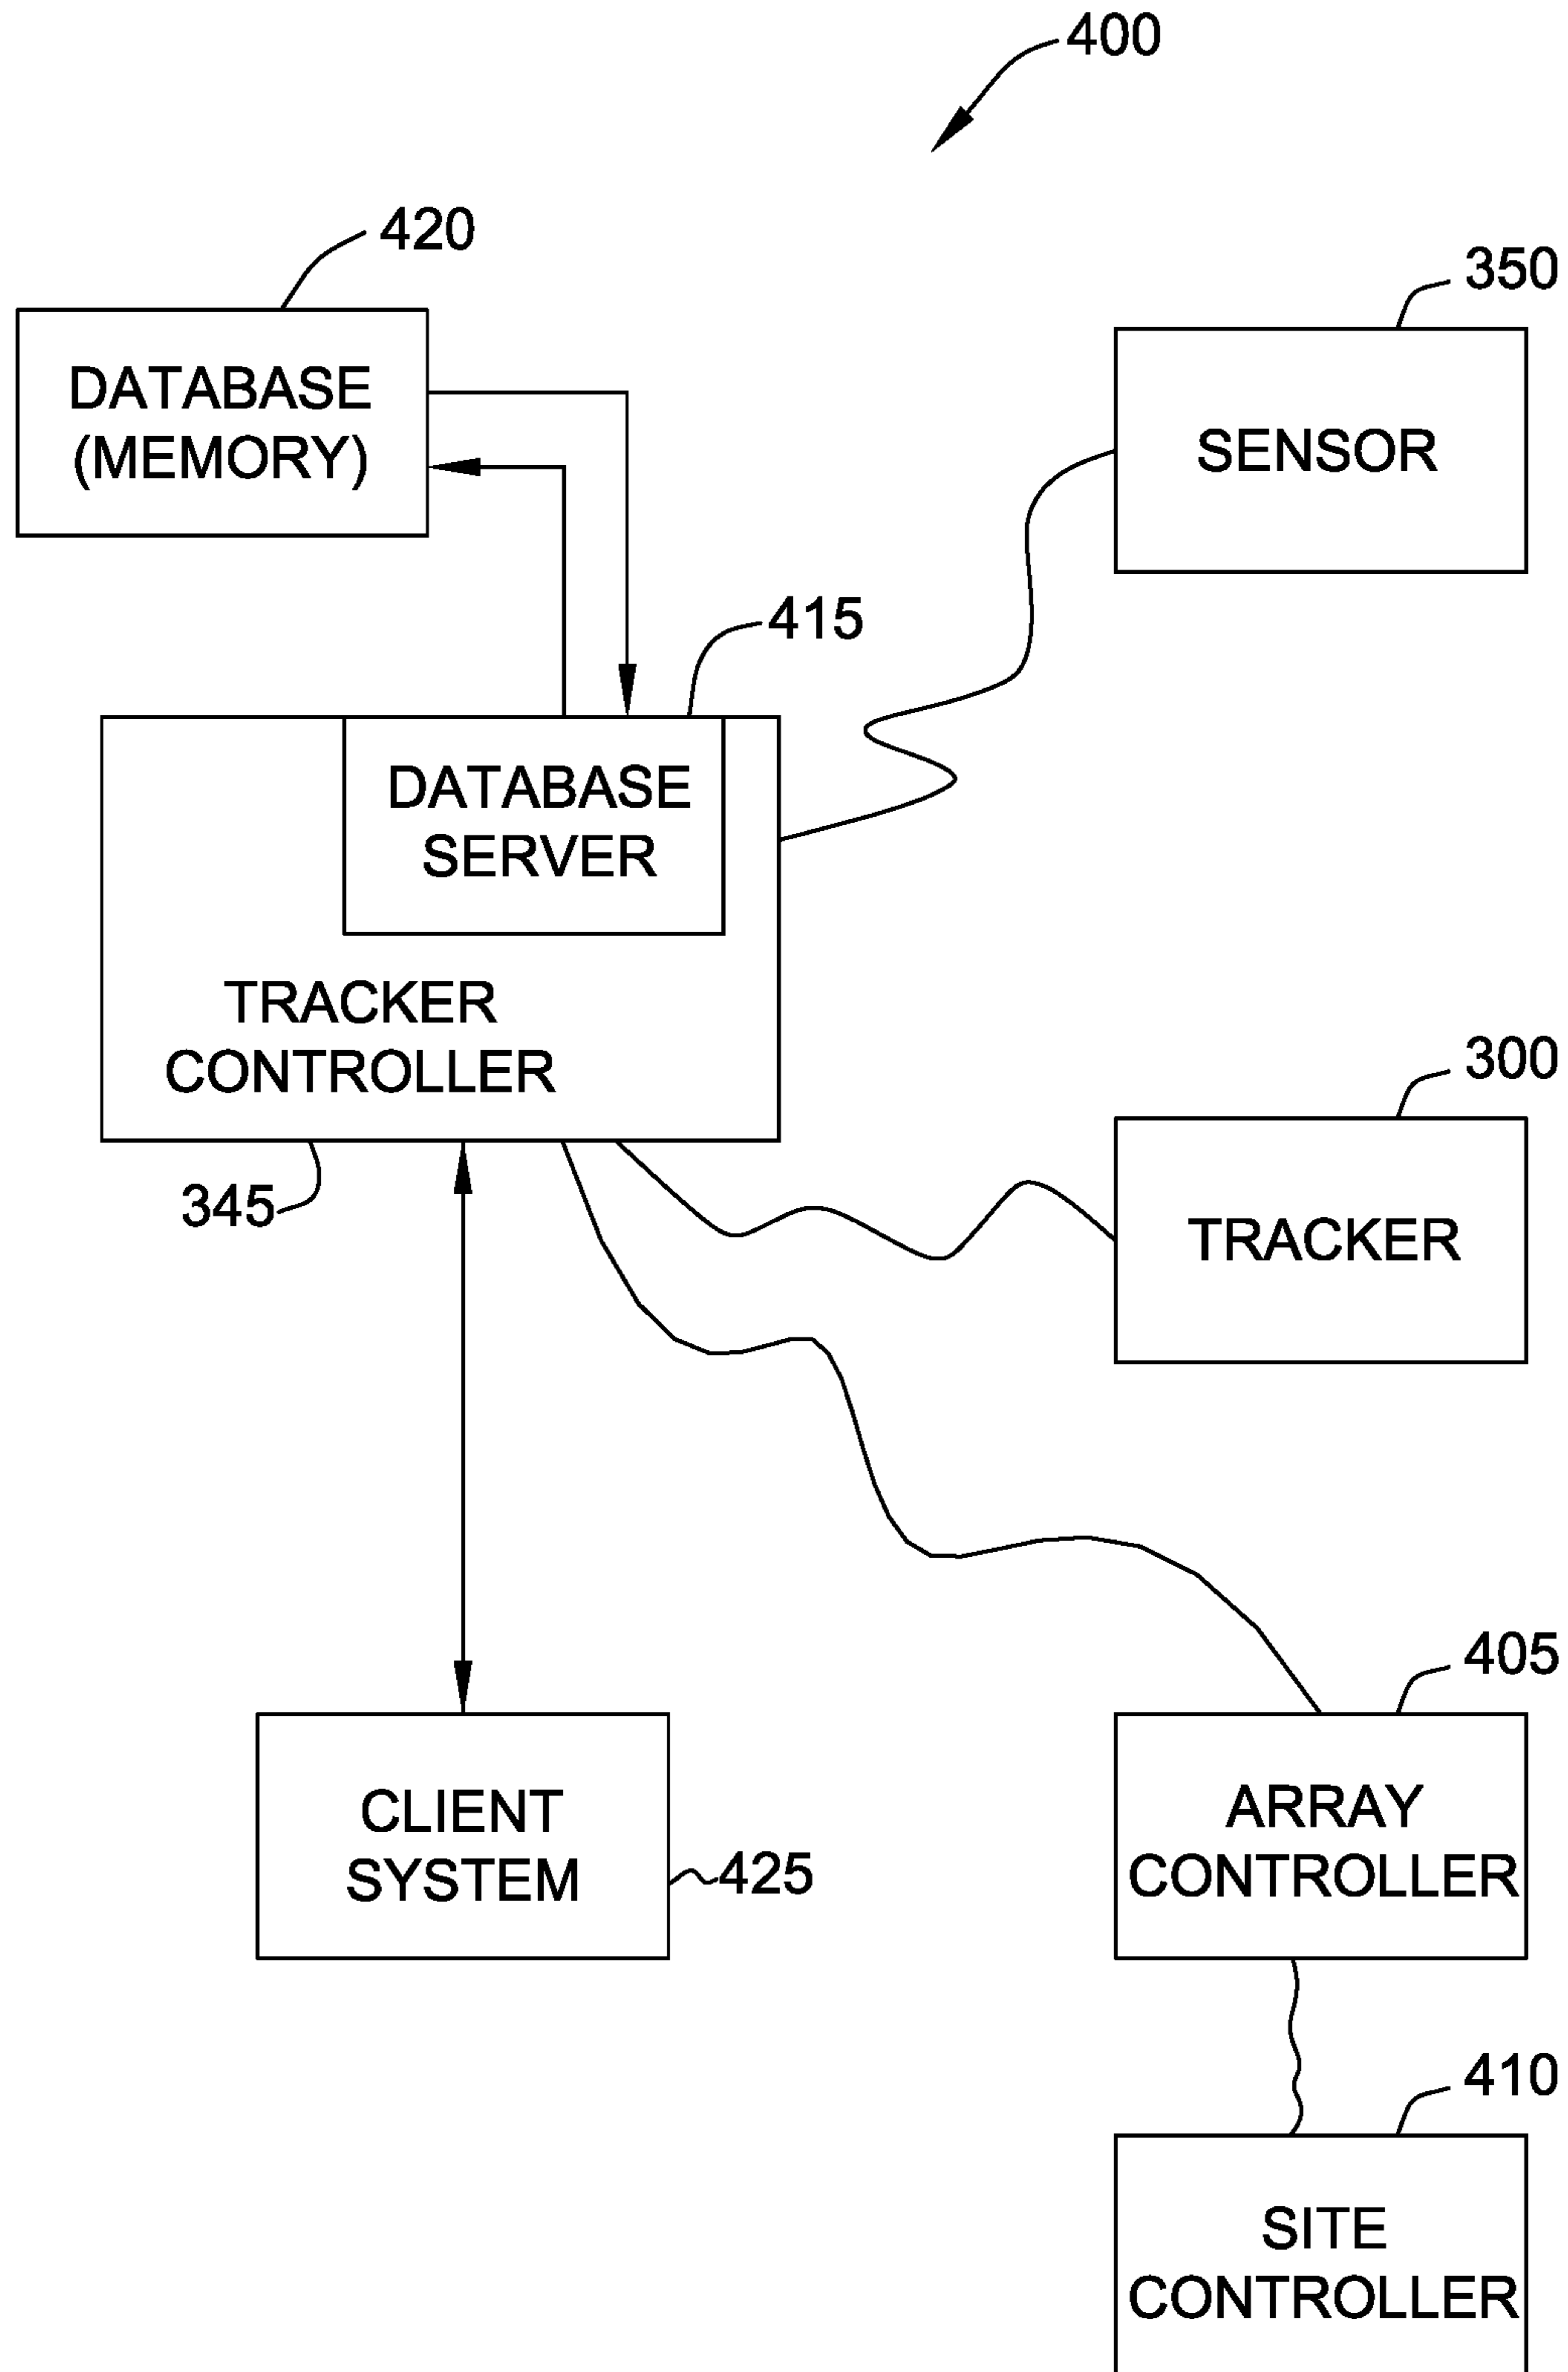 400
420
DATABASE
(MEMORY)
350
SENSOR
415
DATABASE
SERVER
TRACKER
CONTROLLER
345
300
TRACKER
CLIENT
SYSTEM
425
405
ARRAY
CONTROLLER
410
SITE
CONTROLLER